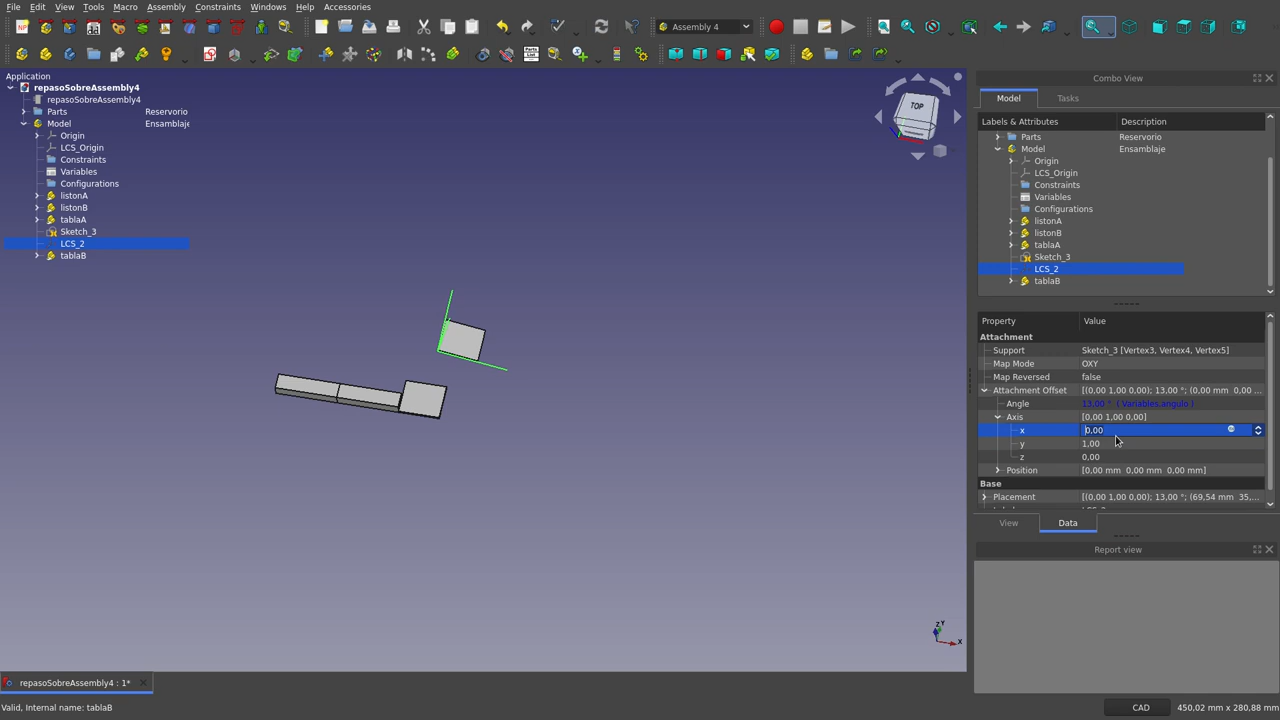 File Edit View Tools Macro Assembly Constraints Windows Help Accessories
Assembly 4
Application
repasoSobreAssembly4
repasoSobreAssembly4
Parts Reservorio
Model Ensamblaje
Origin
LCS_Origin
Constraints
Variables
Configurations
listonA
listonB
tablaA
Sketch_3
LCS_2
tablaB
TOP
Z Y
X
repasoSobreAssembly4 : 1*
Valid, Internal name: tablaB
Combo View
Model Tasks
Labels & Attributes Description
Parts Reservorio
Model Ensamblaje
Origin
LCS_Origin
Constraints
Variables
Configurations
listonA
listonB
tablaA
Sketch_3
LCS_2
tablaB
Property Value
Attachment
Support Sketch_3 [Vertex3, Vertex4, Vertex5]
Map Mode OXY
Map Reversed false
Attachment Offset [(0,00 1,00 0,00); 13,00 °; (0,00 mm 0,00 ...
Angle 13,00 ° ( Variables.angulo )
Axis [0,00 1,00 0,00]
x 0,00
y 1,00
z 0,00
Position [0,00 mm 0,00 mm 0,00 mm]
Base
Placement [(0,00 1,00 0,00); 13,00 °; (69,54 mm 35,...
View Data
Report view
CAD 450,02 mm x 280,88 mm